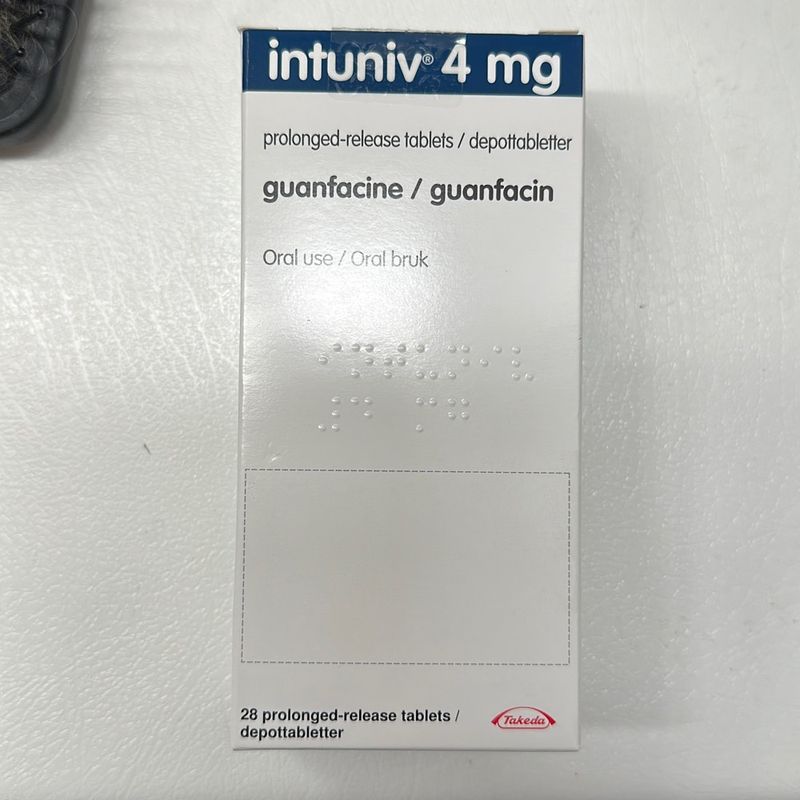 intuniv® 4 mg
prolonged-release tablets / depottabletter
guanfacine / guanfacin
Oral use / Oral bruk
28 prolonged-release tablets /
depottabletter
Takeda